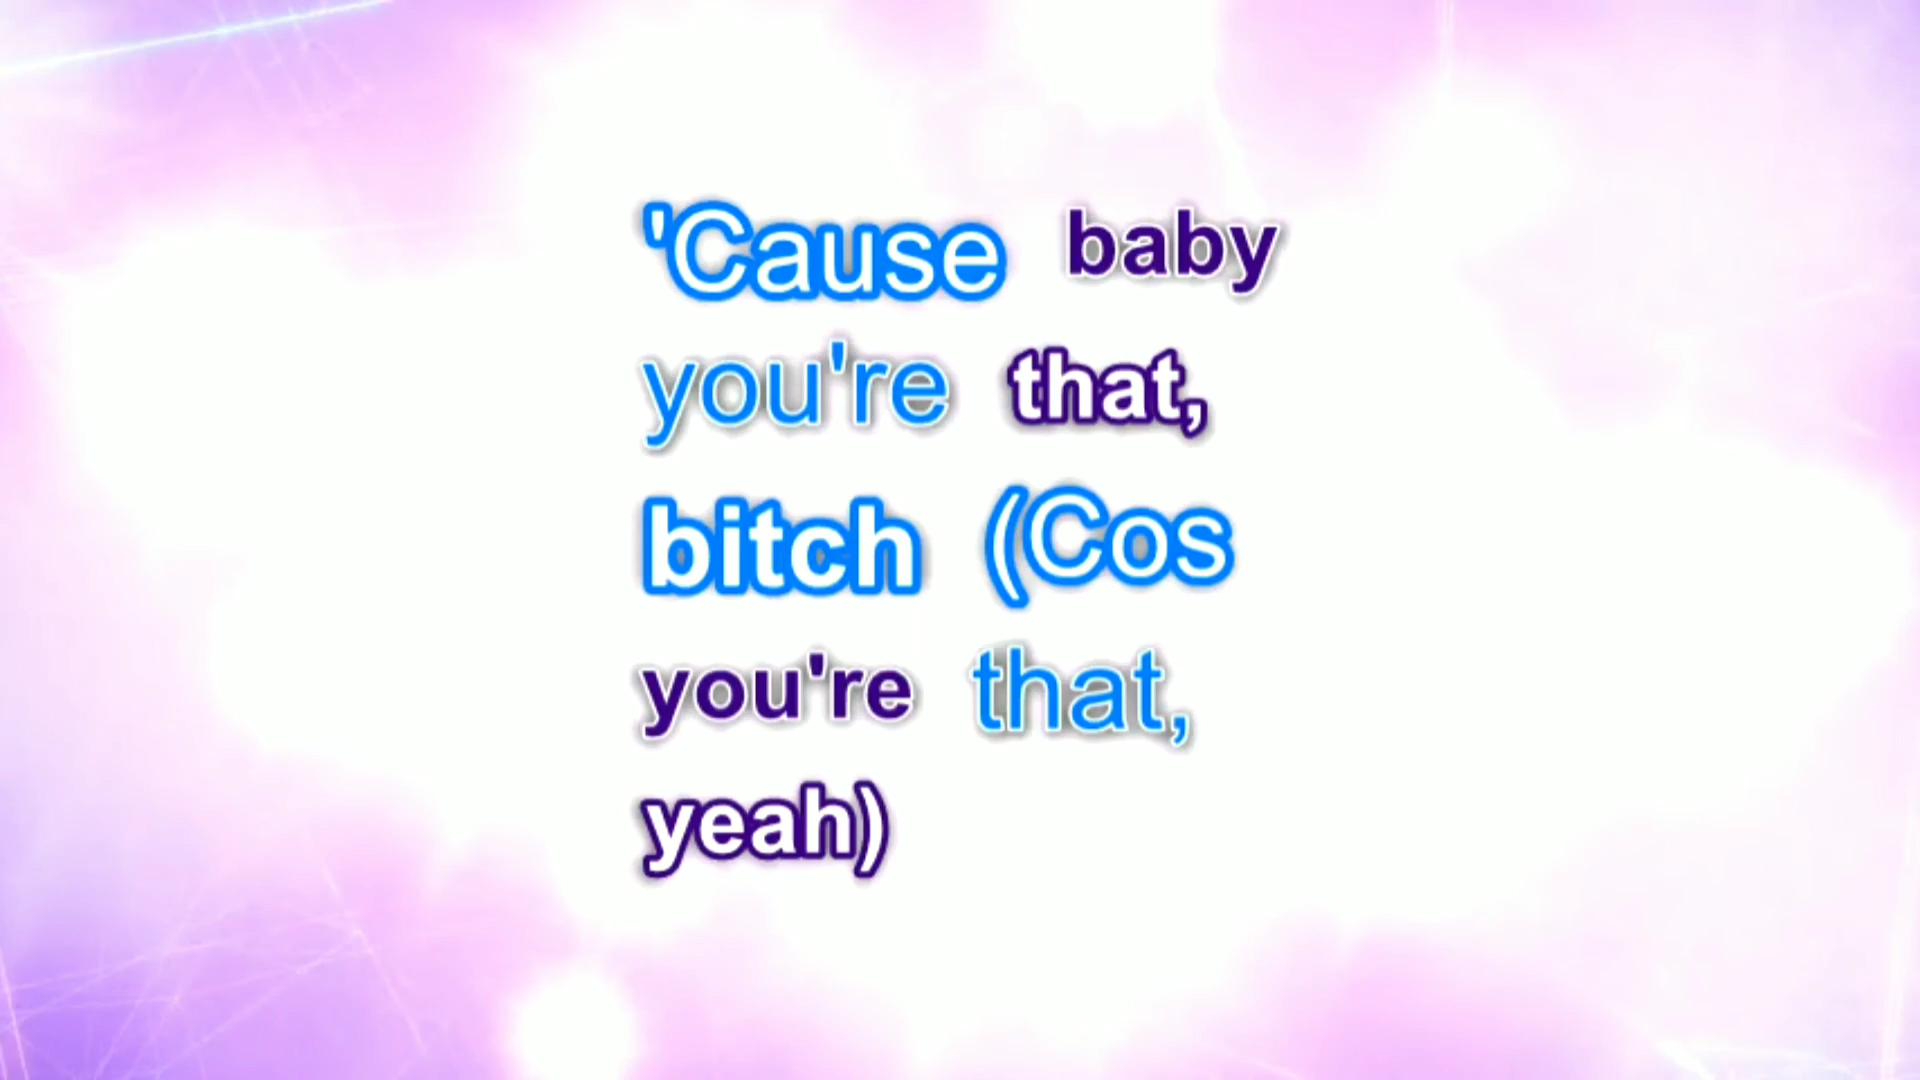 'Cause baby
you're that,
bitch (Cos
you're that,
yeah)